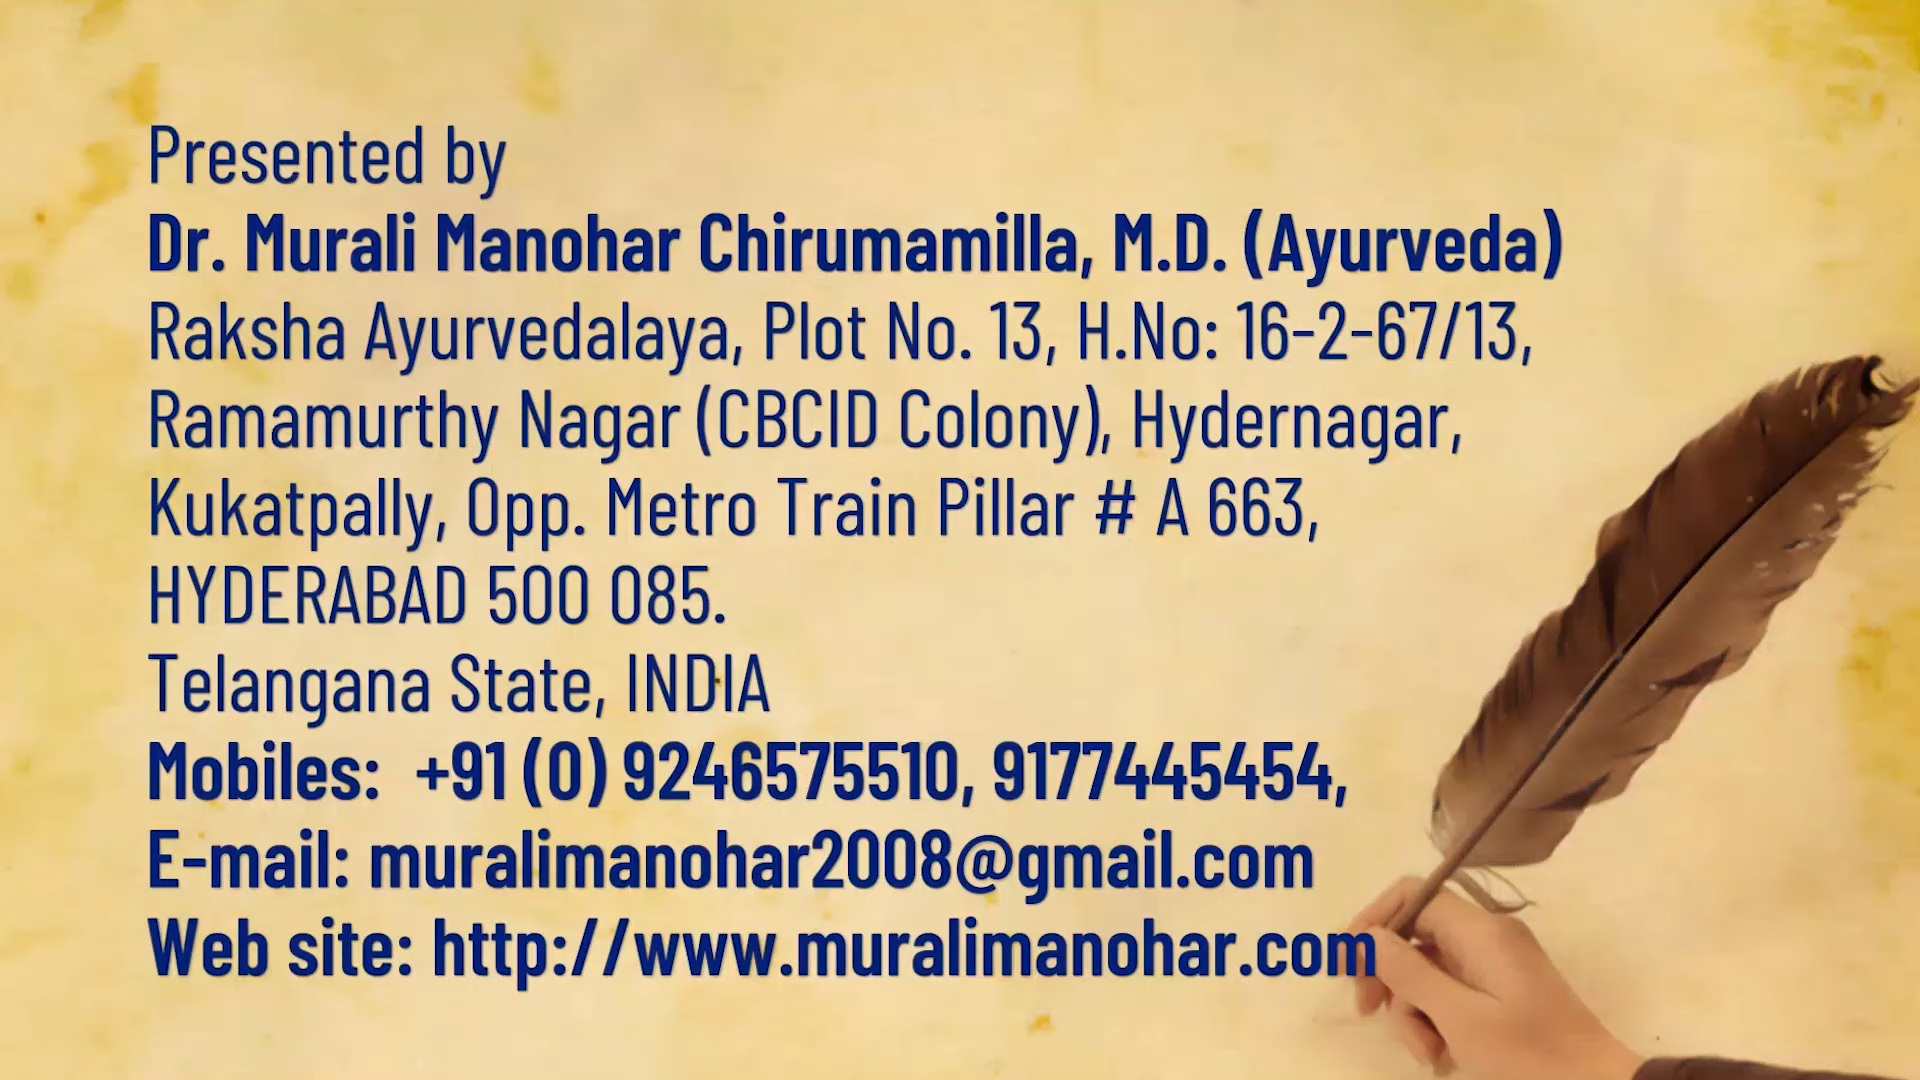 Presented by
Dr. Murali Manohar Chirumamilla, M.D. (Ayurveda)
Raksha Ayurvedalaya, Plot No. 13, H.No: 16-2-67/13,
Ramamurthy Nagar (CBCID Colony), Hydernagar,
Kukatpally, Opp. Metro Train Pillar # A 663,
HYDERABAD 500 085.
Telangana State, INDIA
Mobiles:  +91 (0) 9246575510, 9177445454,
E-mail: muralimanohar2008@gmail.com
Web site: http://www.muralimanohar.com